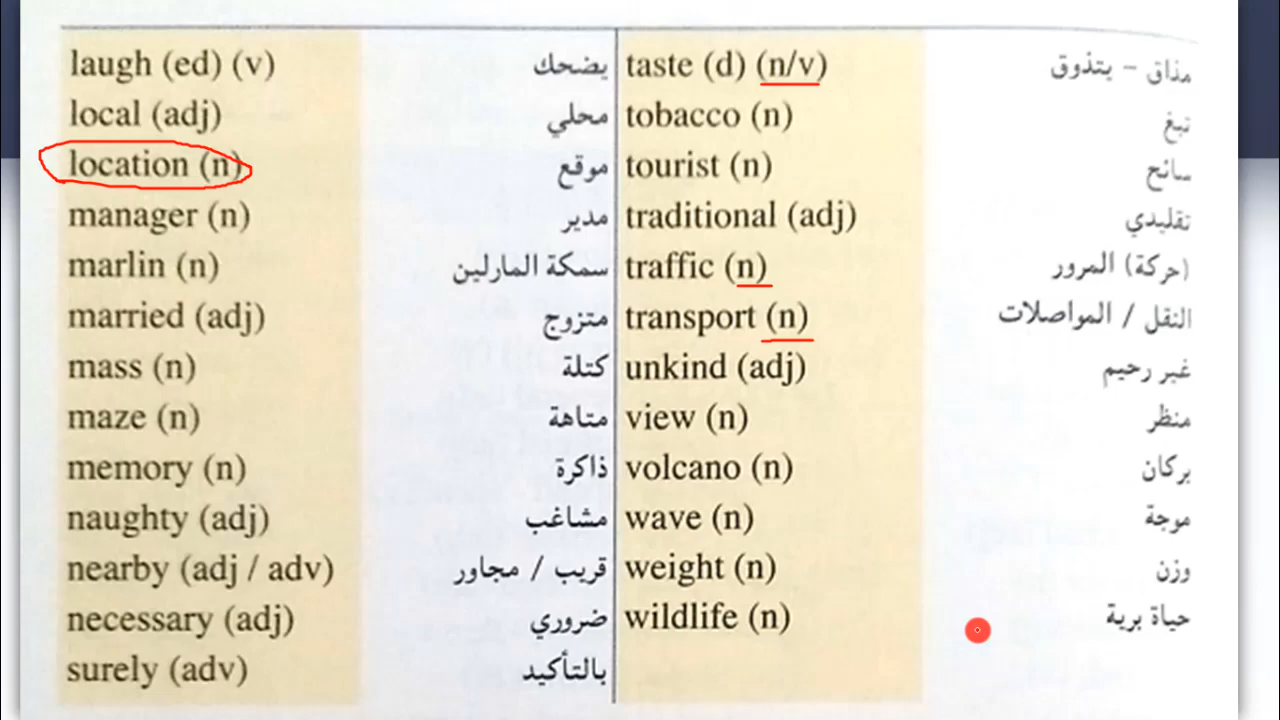 laugh (ed) (v) يضحك
local (adj) محلي
location (n) موقع
manager (n) مدير
marlin (n) سمكة المارلين
married (adj) متزوج
mass (n) كتلة
maze (n) متاهة
memory (n) ذاكرة
naughty (adj) مشاغب
nearby (adj / adv) قريب / مجاور
necessary (adj) ضروري
surely (adv) بالتأكيد
taste (d) (n/v) مذاق – يتذوق
tobacco (n) تبغ
tourist (n) سائح
traditional (adj) تقليدي
traffic (n) (حركة) المرور
transport (n) النقل / المواصلات
unkind (adj) غير رحيم
view (n) منظر
volcano (n) بركان
wave (n) موجة
weight (n) وزن
wildlife (n) حياة برية